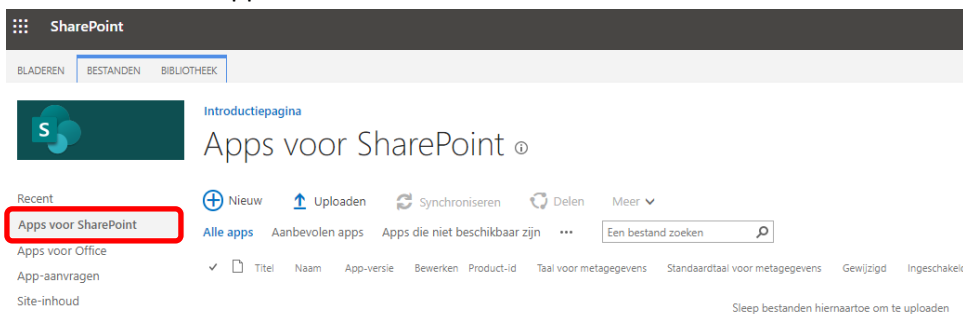 SharePoint
BLADEREN BESTANDEN BIBLIOTHEEK
S
Introductiepagina
Apps voor SharePoint
Recent
Apps voor SharePoint
Apps voor Office
App-aanvragen
Site-inhoud
Nieuw Uploaden Synchroniseren Delen Meer
Alle apps Aanbevolen apps Apps die niet beschikbaar zijn ... Een bestand zoeken
Titel Naam App-versie Bewerken Product-id Taal voor metagegevens Standaardtaal voor metagegevens Gewijzigd
Sleep bestanden hiernaartoe om te uploaden